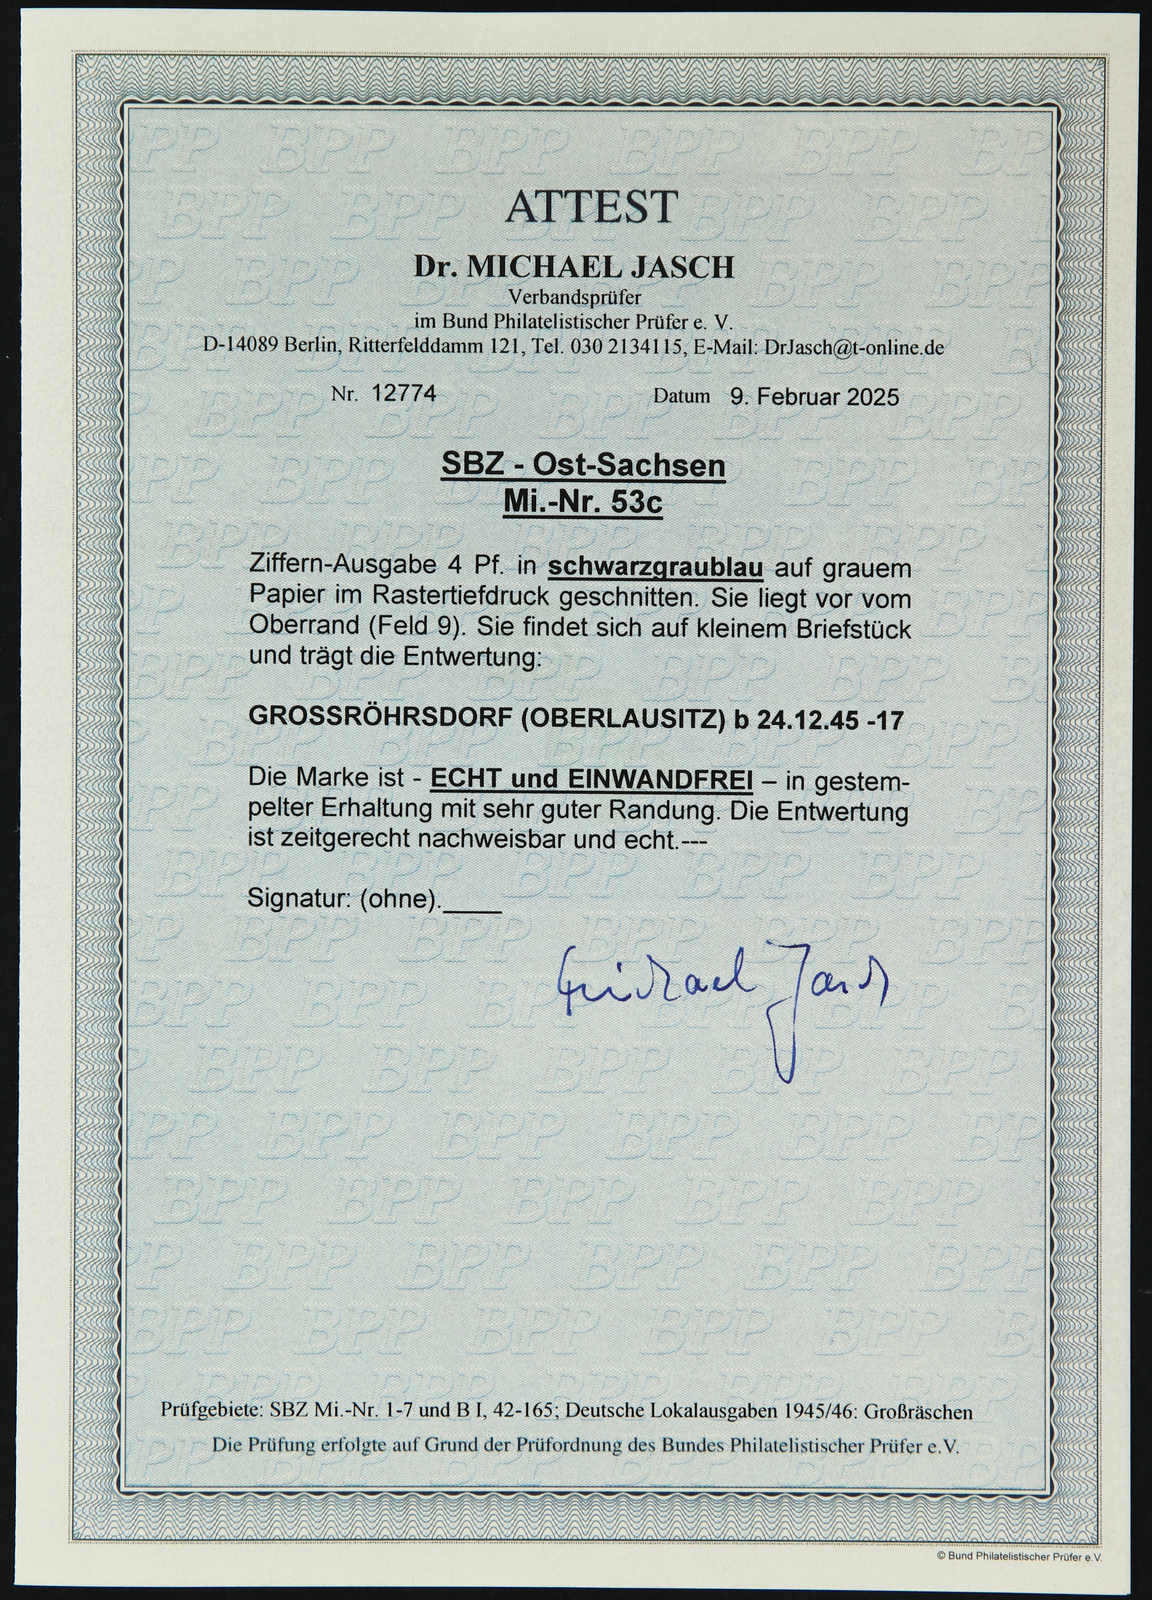 ATTEST
Dr. MICHAEL JASCH
Verbandsprüfer
im Bund Philatelistischer Prüfer e. V.
D-14089 Berlin, Ritterfelddamm 121, Tel. 030 2134115, E-Mail: DrJasch@t-online.de
Nr. 12774 Datum 9. Februar 2025
SBZ - Ost-Sachsen
Mi.-Nr. 53c
Ziffern-Ausgabe 4 Pf. in schwarzgraublau auf grauem
Papier im Rastertiefdruck geschnitten. Sie liegt vor vom
Oberrand (Feld 9). Sie findet sich auf kleinem Briefstück
und trägt die Entwertung:
GROSSRÖHRSDORF (OBERLAUSITZ) b 24.12.45 -17
Die Marke ist - ECHT und EINWANDFREI – in gestem-
pelter Erhaltung mit sehr guter Randung. Die Entwertung
ist zeitgerecht nachweisbar und echt.---
Signatur: (ohne).____
Michael Jasch
Prüfgebiete: SBZ Mi.-Nr. 1-7 und B I, 42-165; Deutsche Lokalausgaben 1945/46: Großräschen
Die Prüfung erfolgte auf Grund der Prüfordnung des Bundes Philatelistischer Prüfer e.V.
© Bund Philatelistischer Prüfer e.V.